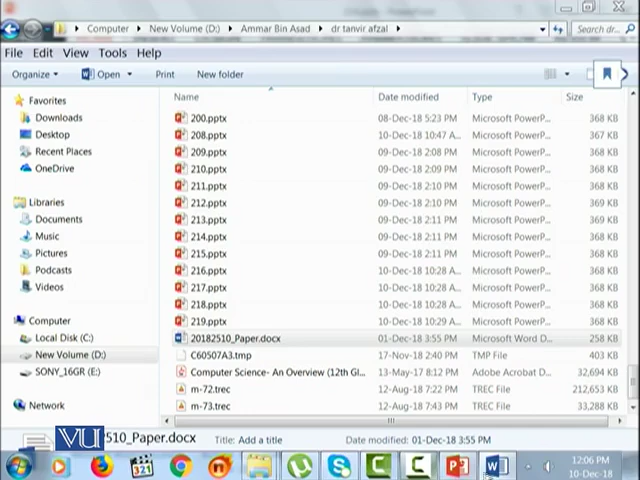 Computer ▸ New Volume (D:) ▸ Ammar Bin Asad ▸ dr tanvir afzal ▸ Search dr...
File Edit View Tools Help
Organize Open Print New folder
Name Date modified Type Size
Favorites
Downloads
Desktop
Recent Places
OneDrive
Libraries
Documents
Music
Pictures
Podcasts
Videos
Computer
Local Disk (C:)
New Volume (D:)
SONY_16GR (E:)
Network
200.pptx 08-Dec-18 5:23 PM Microsoft PowerP... 368 KB
208.pptx 10-Dec-18 10:47 A... Microsoft PowerP... 367 KB
209.pptx 09-Dec-18 2:08 PM Microsoft PowerP... 368 KB
210.pptx 09-Dec-18 2:09 PM Microsoft PowerP... 368 KB
211.pptx 09-Dec-18 2:10 PM Microsoft PowerP... 368 KB
212.pptx 09-Dec-18 2:10 PM Microsoft PowerP... 369 KB
213.pptx 09-Dec-18 2:11 PM Microsoft PowerP... 369 KB
214.pptx 09-Dec-18 2:11 PM Microsoft PowerP... 368 KB
215.pptx 09-Dec-18 2:11 PM Microsoft PowerP... 368 KB
216.pptx 10-Dec-18 10:28 A... Microsoft PowerP... 368 KB
217.pptx 10-Dec-18 10:28 A... Microsoft PowerP... 368 KB
218.pptx 10-Dec-18 10:28 A... Microsoft PowerP... 368 KB
219.pptx 10-Dec-18 10:29 A... Microsoft PowerP... 368 KB
20182510_Paper.docx 01-Dec-18 3:55 PM Microsoft Word D... 258 KB
C60507A3.tmp 17-Nov-18 2:40 PM TMP File 403 KB
Computer Science- An Overview (12th Gl... 13-May-17 8:12 PM Adobe Acrobat D... 32,694 KB
m-72.trec 12-Aug-18 7:22 PM TREC File 212,653 KB
m-73.trec 12-Aug-18 7:43 PM TREC File 33,288 KB
VU 510_Paper.docx Title: Add a title Date modified: 01-Dec-18 3:55 PM
321
12:06 PM
10-Dec-18